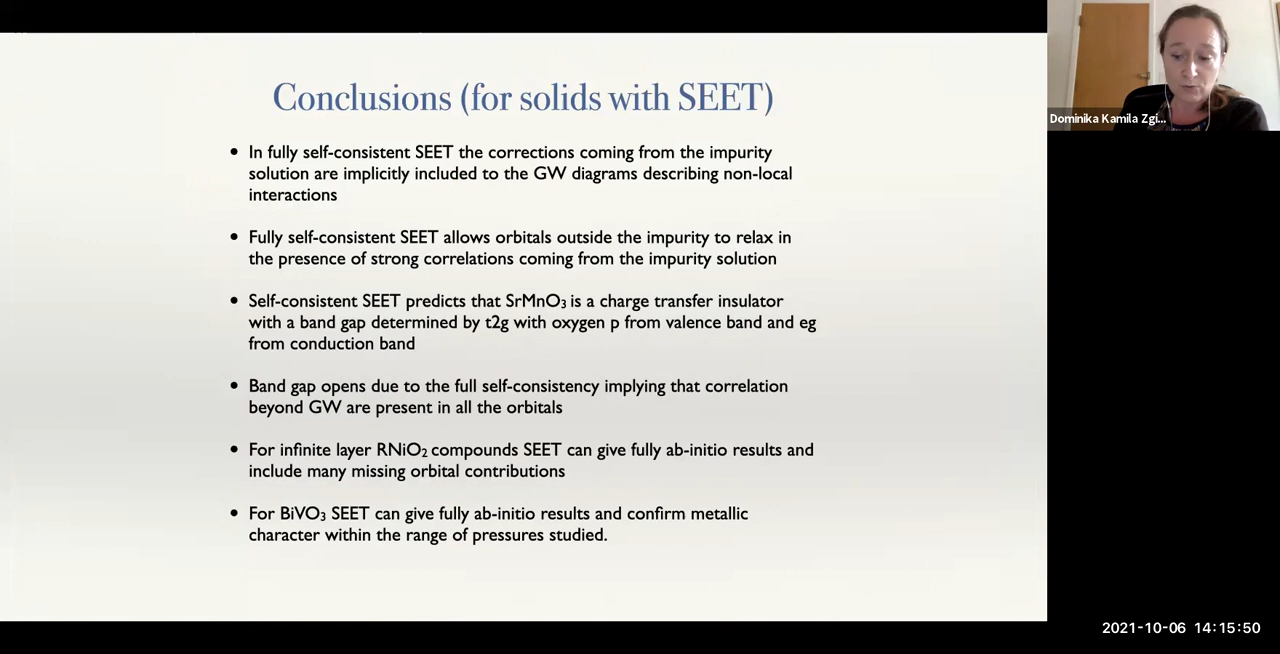 Conclusions (for solids with SEET)
• In fully self-consistent SEET the corrections coming from the impurity
solution are implicitly included to the GW diagrams describing non-local
interactions
• Fully self-consistent SEET allows orbitals outside the impurity to relax in
the presence of strong correlations coming from the impurity solution
• Self-consistent SEET predicts that SrMnO₃ is a charge transfer insulator
with a band gap determined by t2g with oxygen p from valence band and eg
from conduction band
• Band gap opens due to the full self-consistency implying that correlation
beyond GW are present in all the orbitals
• For infinite layer RNiO₂ compounds SEET can give fully ab-initio results and
include many missing orbital contributions
• For BiVO₃ SEET can give fully ab-initio results and confirm metallic
character within the range of pressures studied.
Dominika Kamila Zgi...
2021-10-06 14:15:50